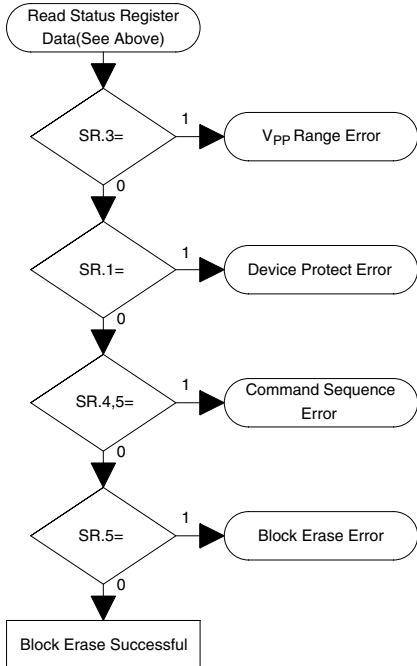 Read Status Register
Data(See Above)
SR.3=
1
VPP Range Error
0
SR.1=
1
Device Protect Error
0
SR.4,5=
1
Command Sequence
Error
0
SR.5=
1
Block Erase Error
0
Block Erase Successful